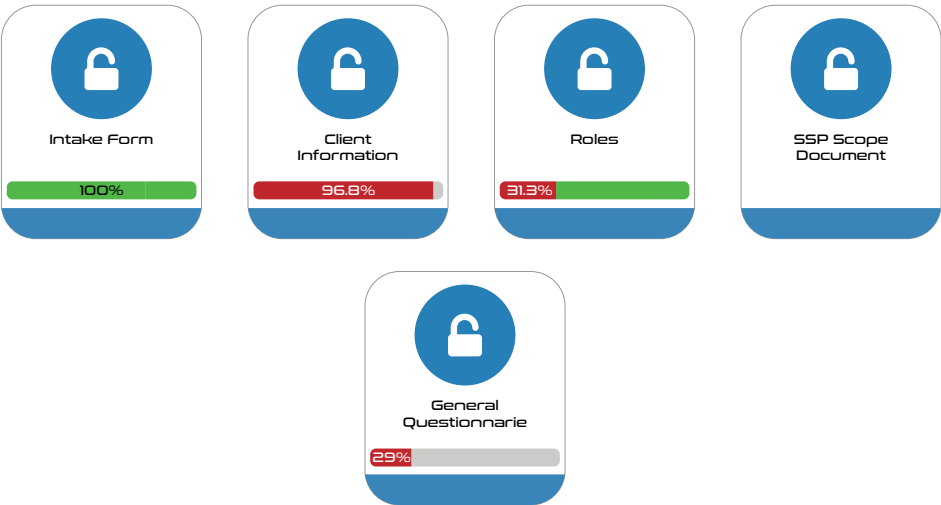 Intake Form
100%
Client
Information
96.8%
Roles
31.3%
SSP Scope
Document
General
Questionnarie
29%